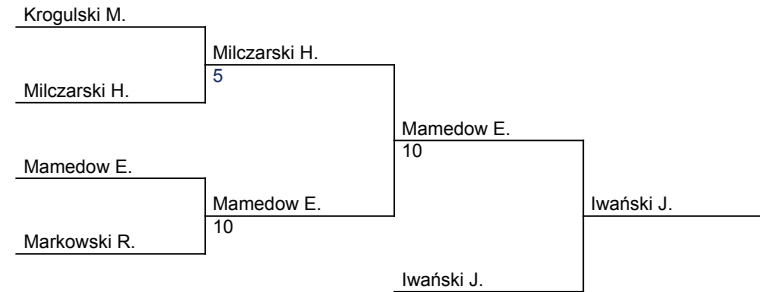 Krogulski M.
Milczarski H.
5
Milczarski H.
Mamedow E.
10
Mamedow E.
Mamedow E.
10
Iwański J.
Markowski R.
Iwański J.